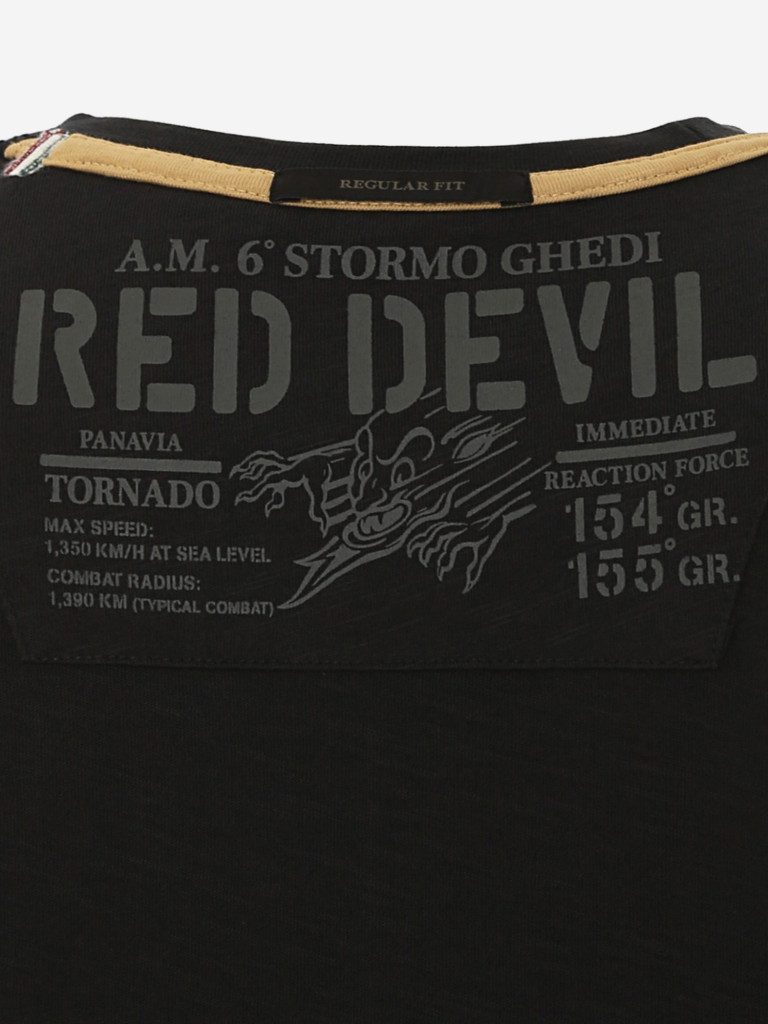 REGULAR FIT
A.M. 6° STORMO GHEDI
RED DEVIL
PANAVIA
TORNADO
MAX SPEED:
1,350 KM/H AT SEA LEVEL
COMBAT RADIUS:
1,390 KM (TYPICAL COMBAT)
IMMEDIATE
REACTION FORCE
154° GR.
155° GR.